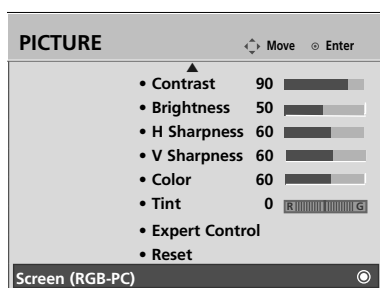 PICTURE Move Enter
• Contrast 90
• Brightness 50
• H Sharpness 60
• V Sharpness 60
• Color 60
• Tint 0 R G
• Expert Control
• Reset
Screen (RGB-PC)